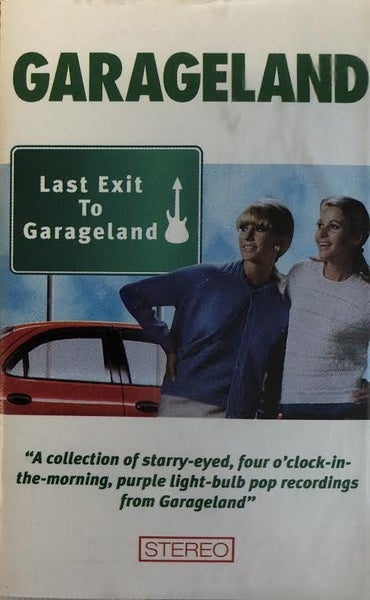 GARAGELAND
Last Exit
To
Garageland
"A collection of starry-eyed, four o'clock-in-
the-morning, purple light-bulb pop recordings
from Garageland"
STEREO